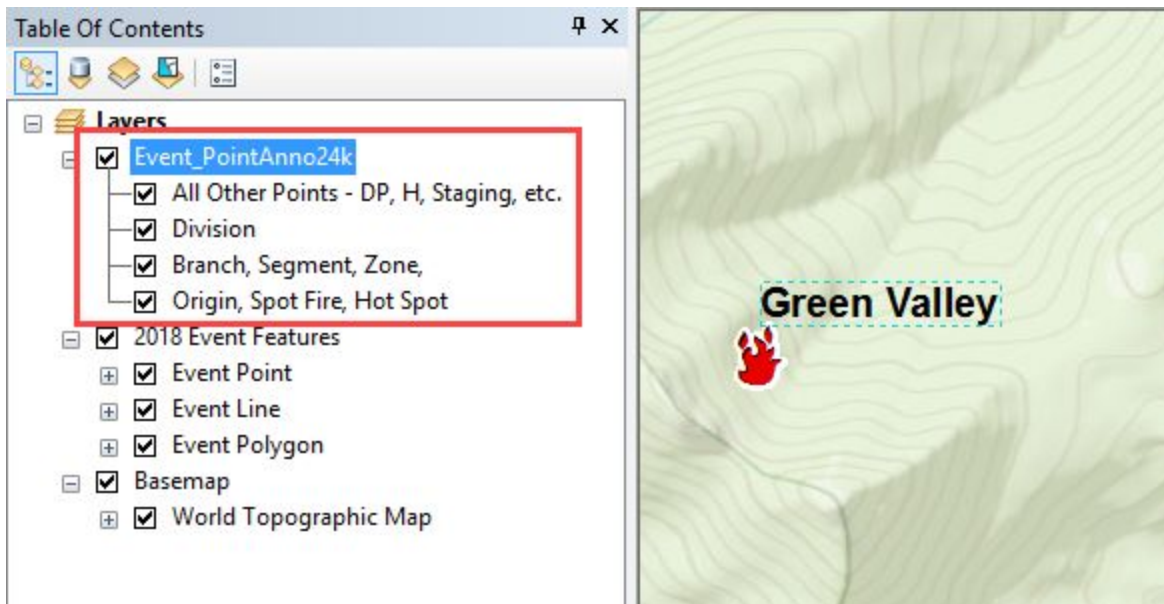 Table Of Contents
Layers
Event_PointAnno24k
All Other Points - DP, H, Staging, etc.
Division
Branch, Segment, Zone,
Origin, Spot Fire, Hot Spot
2018 Event Features
Event Point
Event Line
Event Polygon
Basemap
World Topographic Map
Green Valley